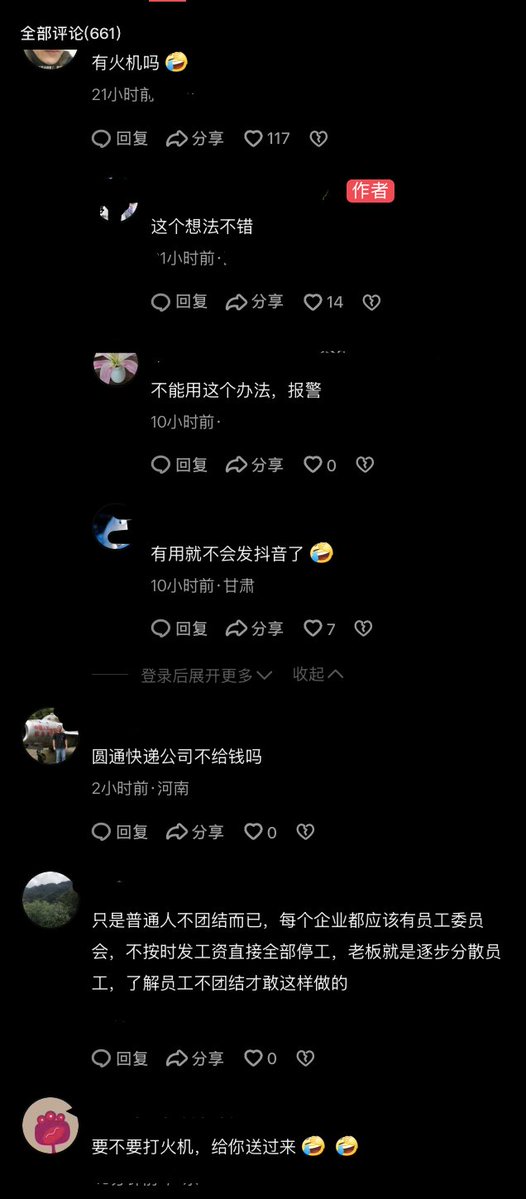 全部评论(661)
有火机吗 🤣
21小时前
回复 分享 117
作者
这个想法不错
1小时前·
回复 分享 14
不能用这个办法，报警
10小时前·
回复 分享 0
有用就不会发抖音了 🤣
10小时前·甘肃
回复 分享 7
登录后展开更多 收起
圆通快递公司不给钱吗
2小时前·河南
回复 分享 0
只是普通人不团结而已，每个企业都应该有员工委员
会，不按时发工资直接全部停工，老板就是逐步分散员
工，了解员工不团结才敢这样做的
回复 分享 0
要不要打火机，给你送过来 🤣 🤣